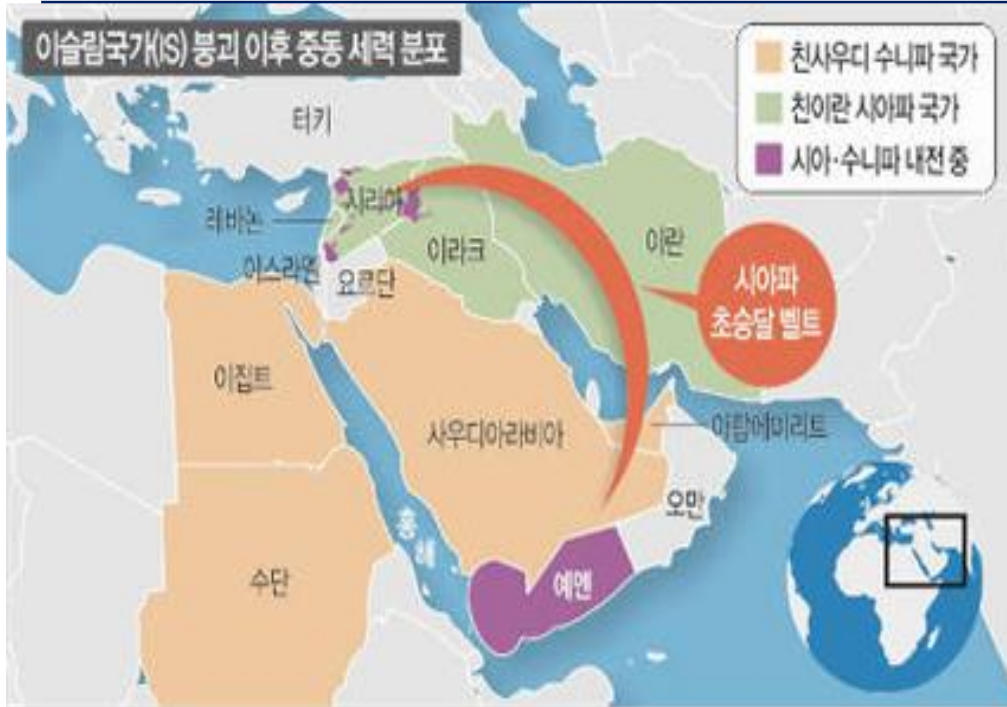 이슬람국가(IS) 붕괴 이후 중동 세력 분포
친사우디 수니파 국가
친이란 시아파 국가
시아·수니파 내전 중
터키
시리아
레바논
이스라엘
요르단
이라크
이란
시아파
초승달 벨트
이집트
사우디아라비아
아랍에미리트
오만
홍해
수단
예멘